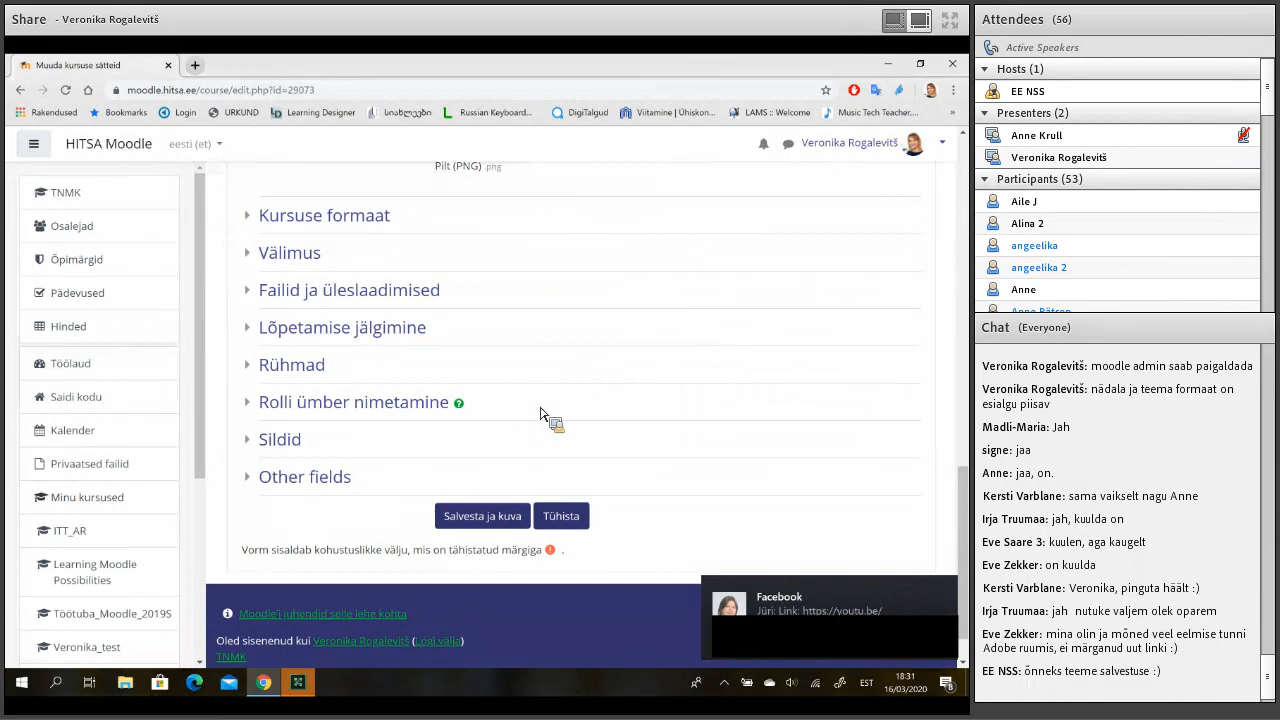 Share - Veronika Rogalevitš
Muuda kursuse sätteid
moodle.hitsa.ee/course/edit.php?id=29073
Rakendused Bookmarks Google URKUND სიახლეები Russian Keyboard... DigiTalgud Viitamine | Ühiskon... LAMS :: Welcome Music Tech Teacher,... »
HITSA Moodle eesti (et) Veronika Rogalevitš
TNMK
Osalejad
Õpimärgid
Pädevused
Hinded
Töölaud
Saidi kodu
Kalender
Privaatsed failid
Minu kursused
ITT_AR
Learning Moodle
Possibilities
Töötuba_Moodle_2019S
Veronika_test
Pilt (PNG) .png
Kursuse formaat
Välimus
Failid ja üleslaadimised
Lõpetamise jälgimine
Rühmad
Rolli ümber nimetamine
Sildid
Other fields
Salvesta ja kuva Tühista
Vorm sisaldab kohustuslikke välju, mis on tähistatud märgiga .
Moodle'i juhendid selle lehe kohta
Oled sisenenud kui Veronika Rogalevitš (Logi välja)
TNMK
Facebook
Jüri: Link: https://youtu.be/
EST
18:31
16/03/2020
8
Attendees (56)
Active Speakers
Hosts (1)
EE NSS
Presenters (2)
Anne Krull
Veronika Rogalevitš
Participants (53)
Aile J
Alina 2
angeelika
angeelika 2
Anne
Anne Rätsep
Chat (Everyone)
Veronika Rogalevitš: moodle admin saab paigaldada
Veronika Rogalevitš: nädala ja teema formaat on
esialgu piisav
Madli-Maria: Jah
signe: jaa
Anne: jaa, on.
Kersti Varblane: sama vaikselt nagu Anne
Irja Truumaa: jah, kuulda on
Eve Saare 3: kuulen, aga kaugelt
Eve Zekker: on kuulda
Kersti Varblane: Veronika, pinguta häält :)
Irja Truumaa: jah nutuke valjem olek oparem
Eve Zekker: mina olin ja mõned veel eelmise tunni
Adobe ruumis, ei märganud uut linki :)
EE NSS: õnneks teeme salvestuse :)